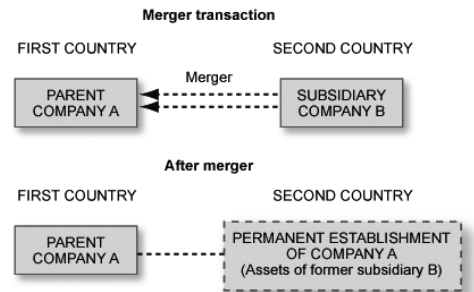 Merger transaction
FIRST COUNTRY
SECOND COUNTRY
Merger
PARENT
COMPANY A
SUBSIDIARY
COMPANY B
After merger
FIRST COUNTRY
SECOND COUNTRY
PARENT
COMPANY A
PERMANENT ESTABLISHMENT
OF COMPANY A
(Assets of former subsidiary B)